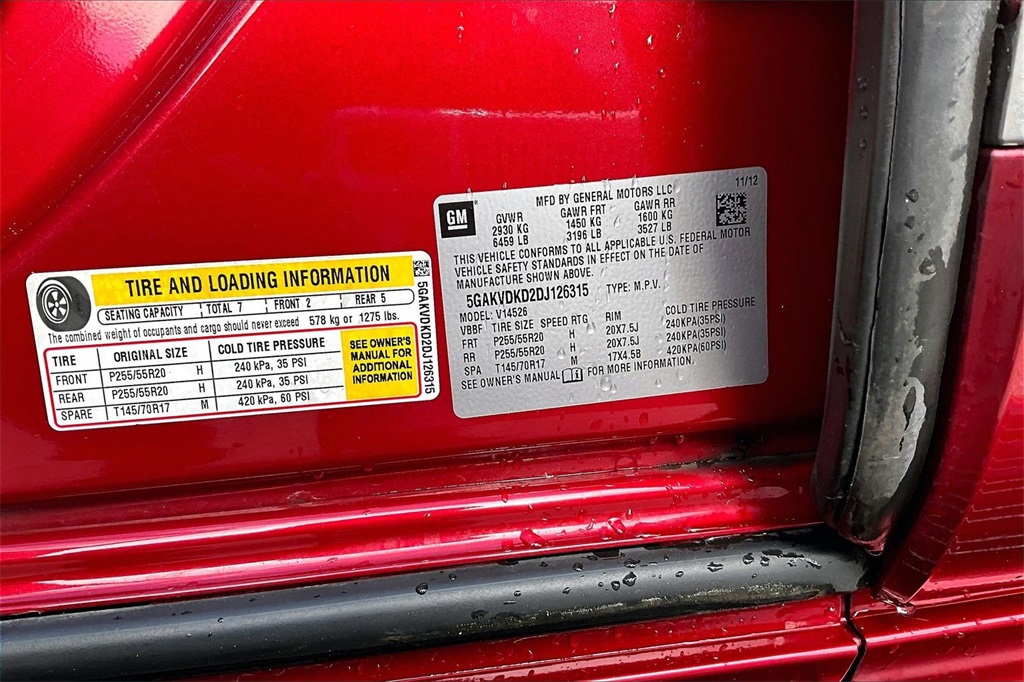 TIRE AND LOADING INFORMATION
SEATING CAPACITY TOTAL 7 FRONT 2 REAR 5
The combined weight of occupants and cargo should never exceed 578 kg or 1275 lbs.
TIRE ORIGINAL SIZE COLD TIRE PRESSURE
FRONT P255/55R20 H 240 kPa, 35 PSI
REAR P255/55R20 H 240 kPa, 35 PSI
SPARE T145/70R17 M 420 kPa, 60 PSI
SEE OWNER'S
MANUAL FOR
ADDITIONAL
INFORMATION
5GAKVDKD2DJ126315
GM
MFD BY GENERAL MOTORS LLC 11/12
GVWR GAWR FRT GAWR RR
2930 KG 1450 KG 1600 KG
6459 LB 3196 LB 3527 LB
THIS VEHICLE CONFORMS TO ALL APPLICABLE U.S. FEDERAL MOTOR
VEHICLE SAFETY STANDARDS IN EFFECT ON THE DATE OF
MANUFACTURE SHOWN ABOVE.
5GAKVDKD2DJ126315 TYPE: M.P.V.
MODEL: V14526
VBBF TIRE SIZE SPEED RTG RIM COLD TIRE PRESSURE
FRT P255/55R20 H 20X7.5J 240KPA(35PSI)
RR P255/55R20 H 20X7.5J 240KPA(35PSI)
SPA T145/70R17 M 17X4.5B 420KPA(60PSI)
SEE OWNER'S MANUAL FOR MORE INFORMATION.